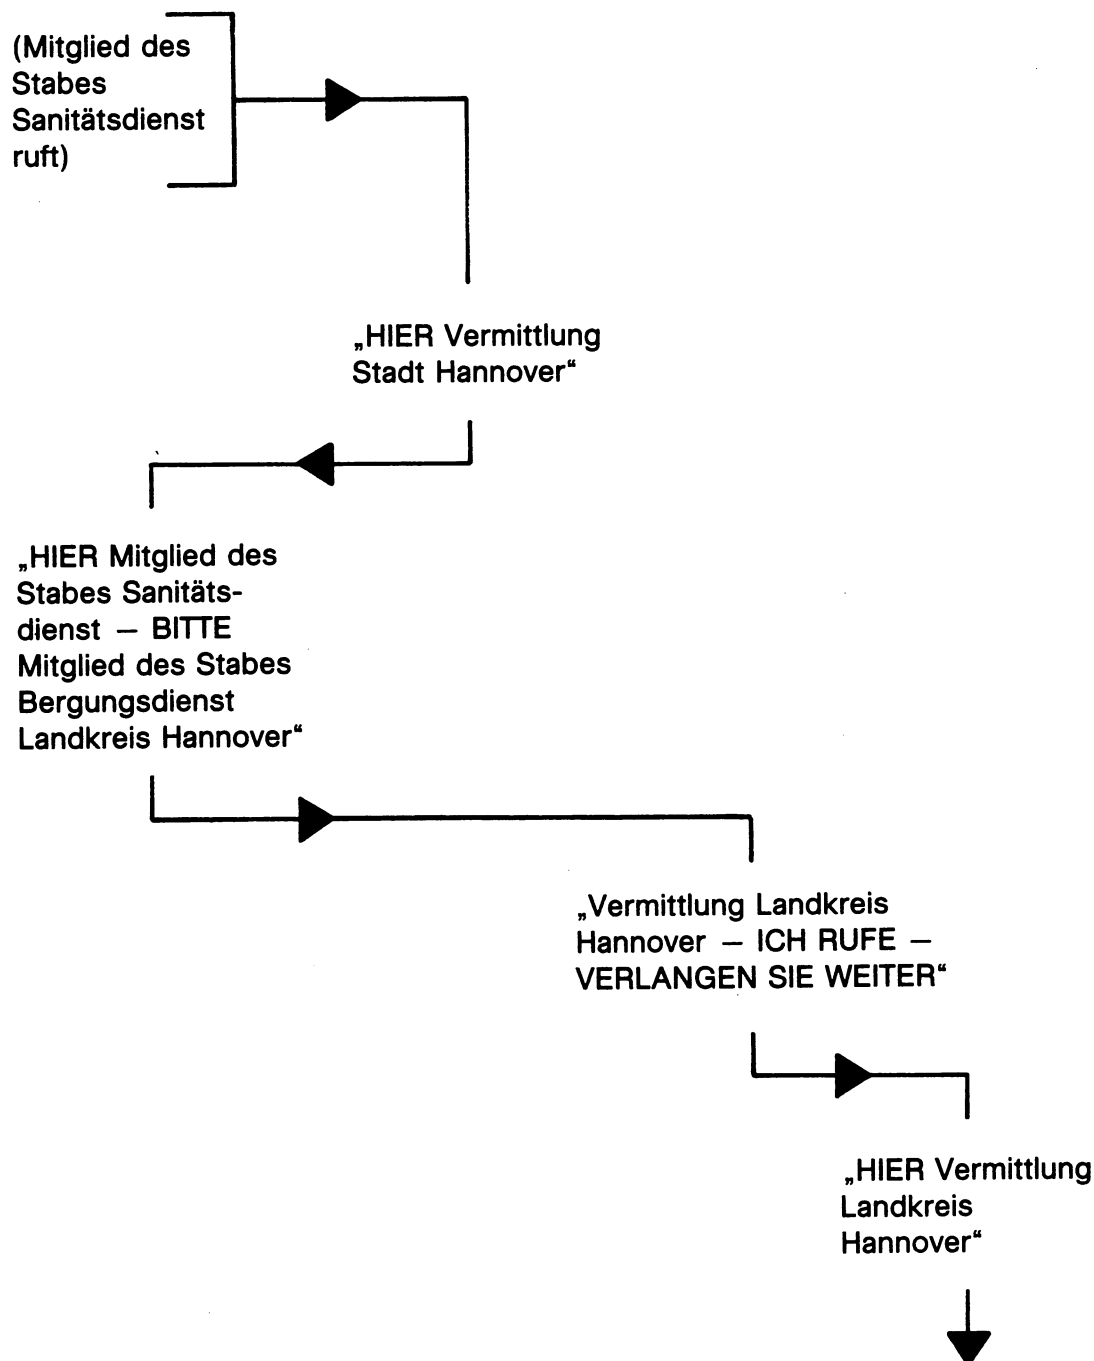 (Mitglied des
Stabes
Sanitätsdienst
ruft)
„HIER Vermittlung
Stadt Hannover“
„HIER Mitglied des
Stabes Sanitäts-
dienst — BITTE
Mitglied des Stabes
Bergungsdienst
Landkreis Hannover“
„Vermittlung Landkreis
Hannover — ICH RUFE —
VERLANGEN SIE WEITER“
„HIER Vermittlung
Landkreis
Hannover“